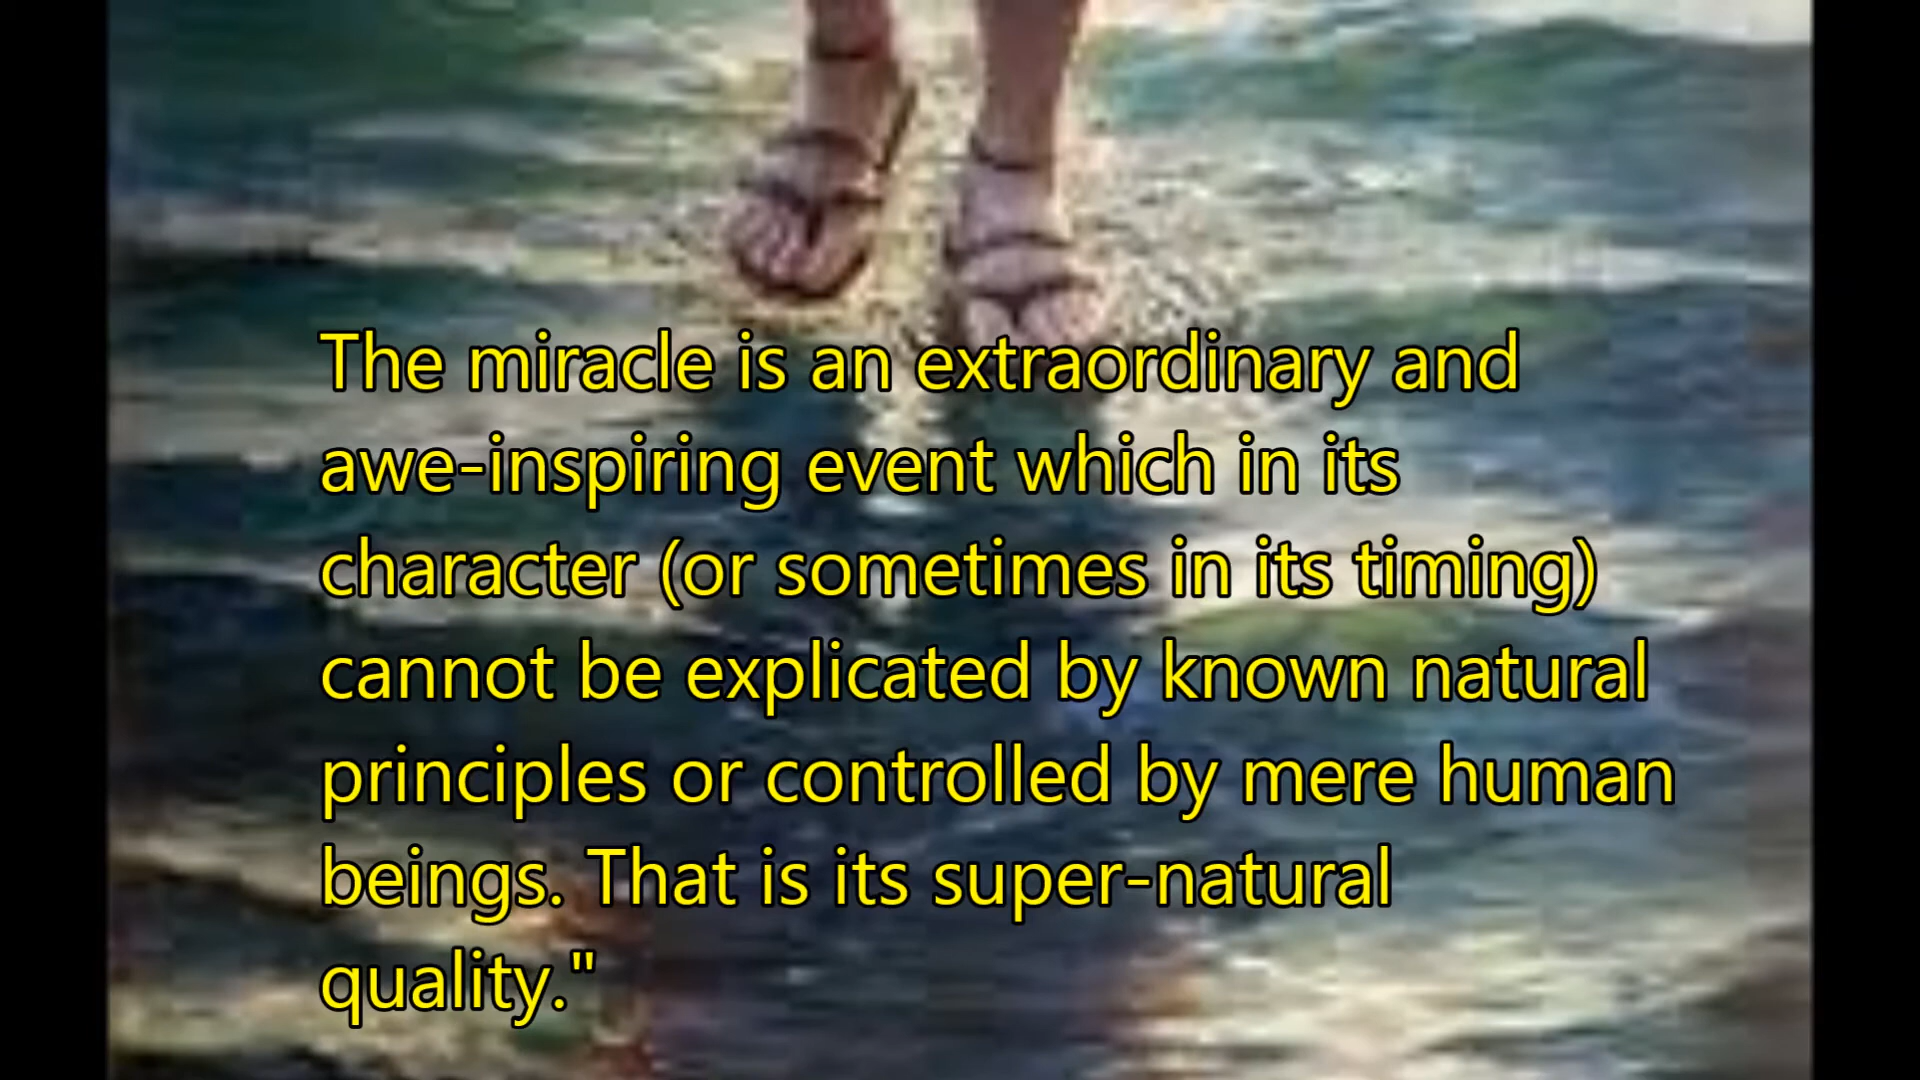 The miracle is an extraordinary and
awe-inspiring event which in its
character (or sometimes in its timing)
cannot be explicated by known natural
principles or controlled by mere human
beings. That is its super-natural
quality."